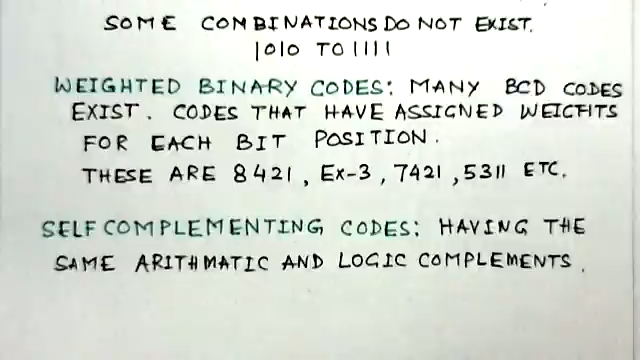 SOME COMBINATIONS DO NOT EXIST.
1010 TO 1111
WEIGHTED BINARY CODES: MANY BCD CODES
EXIST. CODES THAT HAVE ASSIGNED WEIGHTS
FOR EACH BIT POSITION.
THESE ARE 8421, EX-3, 7421, 5311 ETC.
SELF COMPLEMENTING CODES: HAVING THE
SAME ARITHMATIC AND LOGIC COMPLEMENTS.